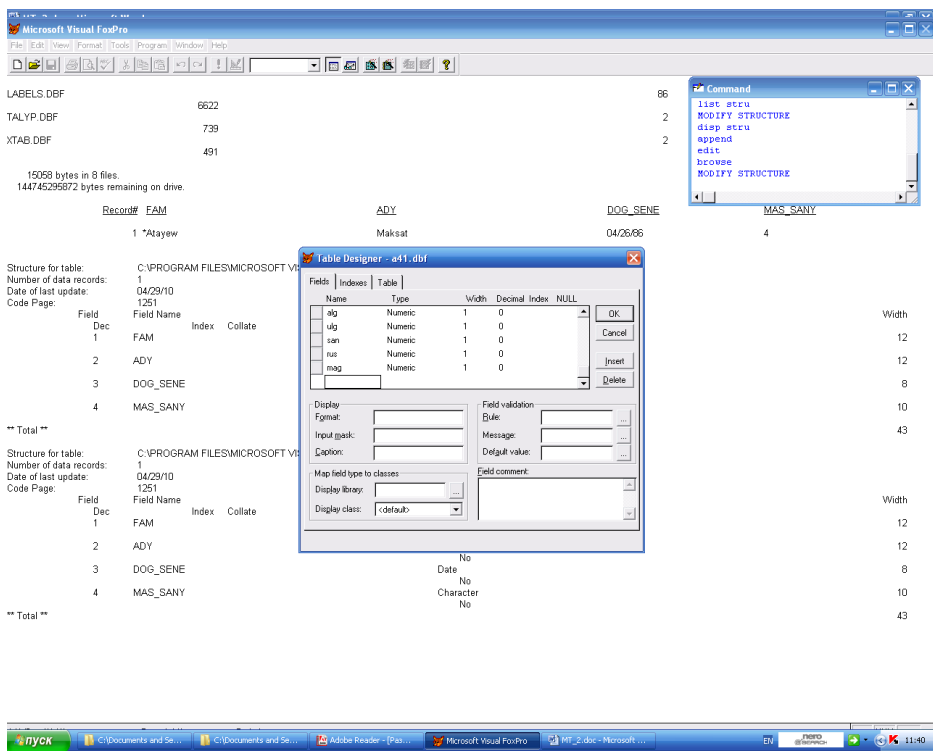 Microsoft Visual FoxPro
File Edit View Format Tools Program Window Help
LABELS.DBF 86
6622
TALYP.DBF 2
739
XTAB.DBF 2
491
15058 bytes in 8 files.
144745295872 bytes remaining on drive.
Record# FAM ADY DOG_SENE MAS_SANY
1 *Atayew Maksat 04/26/86 4
Command
list stru
MODIFY STRUCTURE
disp stru
append
edit
browse
MODIFY STRUCTURE
Structure for table: C:\PROGRAM FILES\MICROSOFT VIS
Number of data records: 1
Date of last update: 04/29/10
Code Page: 1251
Field Field Name Width
Dec Index Collate
1 FAM 12
2 ADY 12
3 DOG_SENE 8
4 MAS_SANY 10
** Total ** 43
Structure for table: C:\PROGRAM FILES\MICROSOFT VIS
Number of data records: 1
Date of last update: 04/29/10
Code Page: 1251
Field Field Name Width
Dec Index Collate
1 FAM 12
2 ADY 12
No
3 DOG_SENE Date 8
No
4 MAS_SANY Character 10
No
** Total ** 43
Table Designer - a41.dbf
Fields Indexes Table
Name Type Width Decimal Index NULL
alg Numeric 1 0
ulg Numeric 1 0
san Numeric 1 0
rus Numeric 1 0
mag Numeric 1 0
OK
Cancel
Insert
Delete
Display
Format:
Input mask:
Caption:
Field validation
Rule: ...
Message: ...
Default value: ...
Map field type to classes
Display library: ...
Display class: <default>
Field comment:
пуск C:\Documents and Se... C:\Documents and Se... Adobe Reader - [Pas... Microsoft Visual FoxPro MT_2.doc - Microsoft ... EN nero 11:40